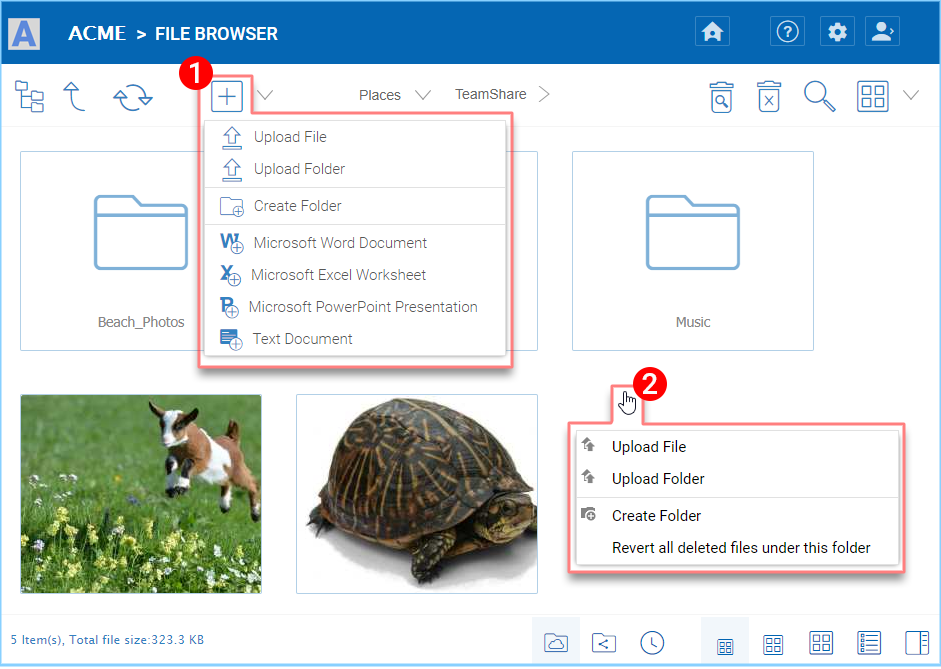 A ACME > FILE BROWSER
?
1
Places
TeamShare
Upload File
Upload Folder
Create Folder
Microsoft Word Document
Microsoft Excel Worksheet
Microsoft PowerPoint Presentation
Text Document
Beach_Photos
Music
2
Upload File
Upload Folder
Create Folder
Revert all deleted files under this folder
5 Item(s), Total file size:323.3 KB